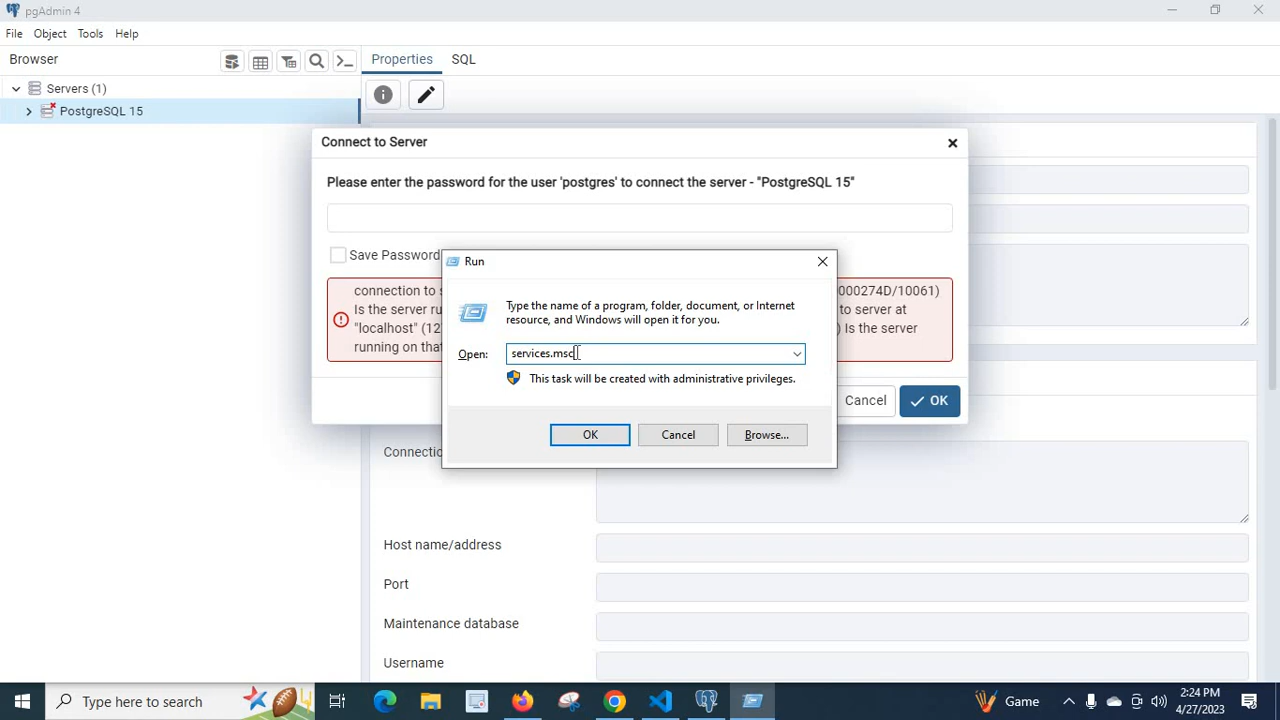 pgAdmin 4
File Object Tools Help
Browser
Properties SQL
Servers (1)
PostgreSQL 15
Connect to Server
Please enter the password for the user 'postgres' to connect the server - "PostgreSQL 15"
Save Password
connection to s
000274D/10061)
Is the server ru
to server at
"localhost" (12
) Is the server
running on that
Cancel OK
Run
Type the name of a program, folder, document, or Internet
resource, and Windows will open it for you.
Open: services.msc
This task will be created with administrative privileges.
OK Cancel Browse...
Connectio
Host name/address
Port
Maintenance database
Username
Type here to search
Game
2:24 PM
4/27/2023